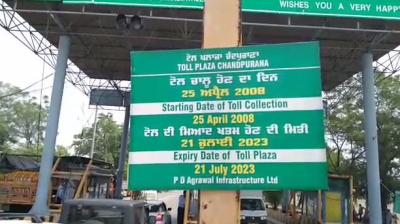 WISHES YOU A VERY HAPPY
ਟੋਲ ਪਲਾਜ਼ਾ ਚੰਦਪੁਰਾਣਾ
TOLL PLAZA CHANDPURANA
ਟੋਲ ਚਾਲੂ ਹੋਣ ਦਾ ਦਿਨ
25 ਅਪ੍ਰੈਲ 2008
Starting Date of Toll Collection
25 April 2008
ਟੋਲ ਦੀ ਮਿਆਦ ਖਤਮ ਹੋਣ ਦੀ ਮਿਤੀ
21 ਜੁਲਾਈ 2023
Expiry Date of Toll Plaza
21 July 2023
P D Agrawal Infrastructure Ltd